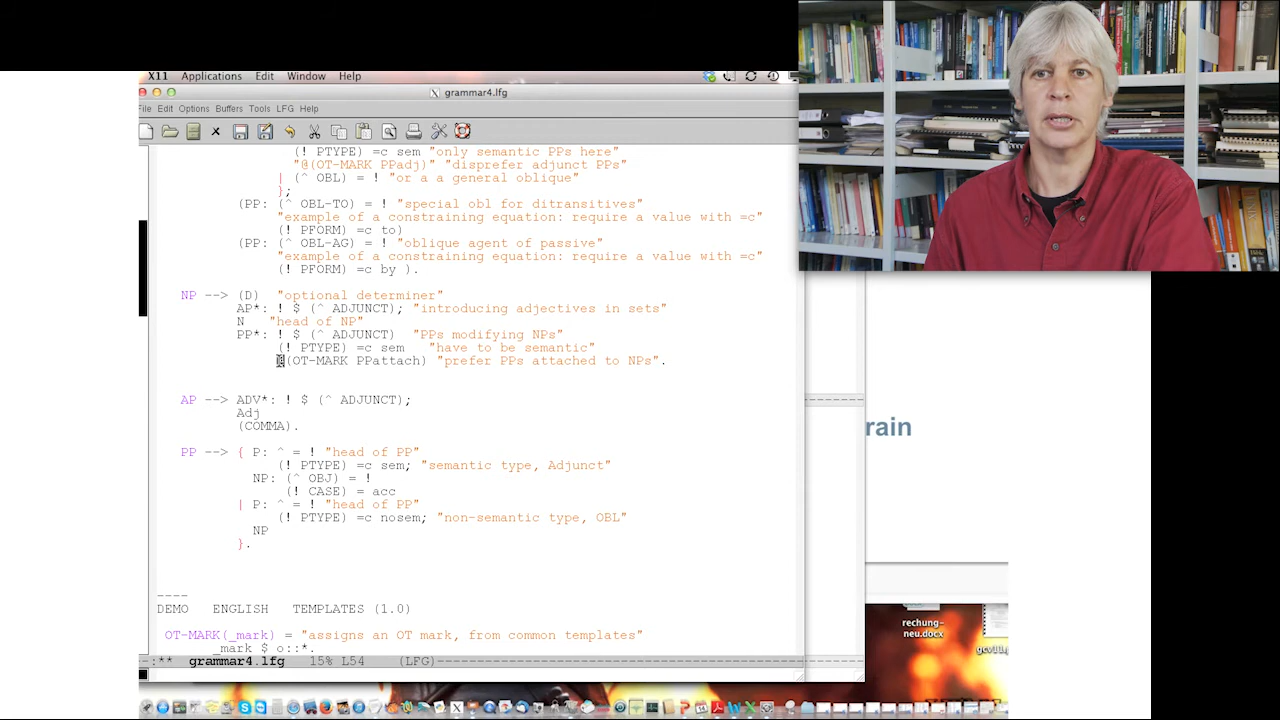 X11 Applications Edit Window Help
grammar4.lfg
File Edit Options Buffers Tools LFG Help
(! PTYPE) =c sem "only semantic PPs here"
"@(OT-MARK PPadj)" "disprefer adjunct PPs"
| (^ OBL) = ! "or a a general oblique"
};
(PP: (^ OBL-TO) = ! "special obl for ditransitives"
"example of a constraining equation: require a value with =c"
(! PFORM) =c to)
(PP: (^ OBL-AG) = ! "oblique agent of passive"
"example of a constraining equation: require a value with =c"
(! PFORM) =c by ).
NP --> (D) "optional determiner"
AP*: ! $ (^ ADJUNCT); "introducing adjectives in sets"
N "head of NP"
PP*: ! $ (^ ADJUNCT) "PPs modifying NPs"
(! PTYPE) =c sem "have to be semantic"
@(OT-MARK PPattach) "prefer PPs attached to NPs".
AP --> ADV*: ! $ (^ ADJUNCT);
Adj
(COMMA).
PP --> { P: ^ = ! "head of PP"
(! PTYPE) =c sem; "semantic type, Adjunct"
NP: (^ OBJ) = !
(! CASE) = acc
| P: ^ = ! "head of PP"
(! PTYPE) =c nosem; "non-semantic type, OBL"
NP
}.
rain
----
DEMO ENGLISH TEMPLATES (1.0)
OT-MARK(_mark) = "assigns an OT mark, from common templates"
_mark $ o::*.
-:** grammar4.lfg 15% L54 (LFG)
rechung-
neu.docx